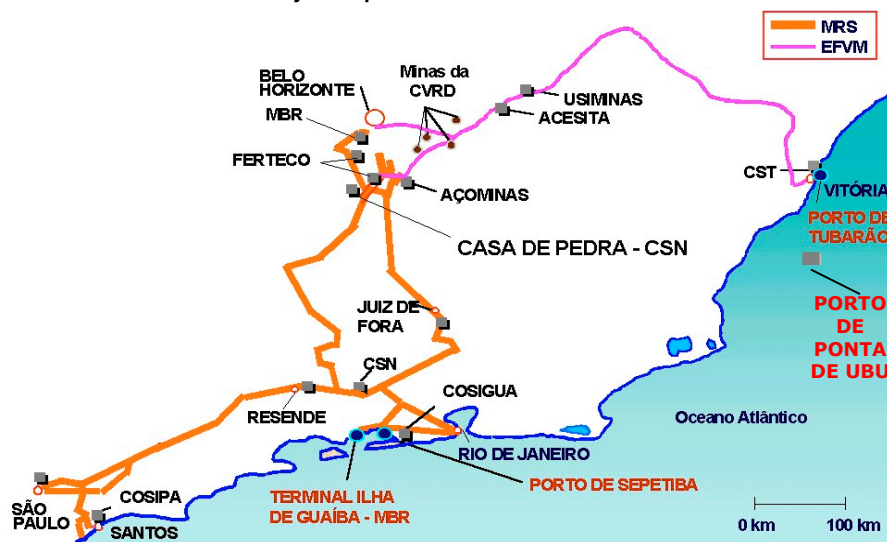 MRS
EFVM
BELO
HORIZONTE
Minas da
CVRD
USIMINAS
ACESITA
MBR
FERTECO
AÇOMINAS
CST
VITÓRIA
PORTO DE
TUBARÃO
CASA DE PEDRA - CSN
PORTO
DE
PONTA
DE UBU
JUIZ DE
FORA
CSN
RESENDE
COSIGUA
Oceano Atlântico
RIO DE JANEIRO
PORTO DE SEPETIBA
TERMINAL ILHA
DE GUAÍBA - MBR
SÃO
PAULO
COSIPA
SANTOS
0 km
100 km